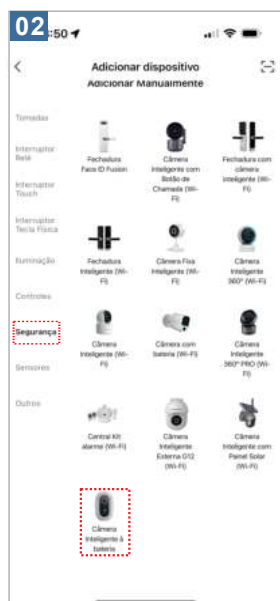 02
:50
Adicionar dispositivo
Adicionar Manualmente
Tomadas
Interruptor
Relé
Interruptor
Touch
Interruptor
Tecla Física
Iluminação
Controles
Segurança
Sensores
Outros
Fechadura
Face ID Fusion
Câmera
Inteligente com
Botão de
Chamada (Wi-
Fi)
Fechadura com
câmera
inteligente (Wi-
Fi)
Fechadura
Inteligente (Wi-
Fi)
Câmera Fixa
Inteligente (Wi-
Fi)
Câmera
Inteligente
360° (Wi-Fi)
Câmera
Inteligente (Wi-
Fi)
Câmera com
bateria (Wi-Fi)
Câmera
Inteligente
360° PRO (Wi-
Fi)
Central Kit
alarme (Wi-Fi)
Câmera
Inteligente
Externa G12
(Wi-Fi)
Câmera
Inteligente com
Painel Solar
(Wi-Fi)
Câmera
Inteligente à
bateria